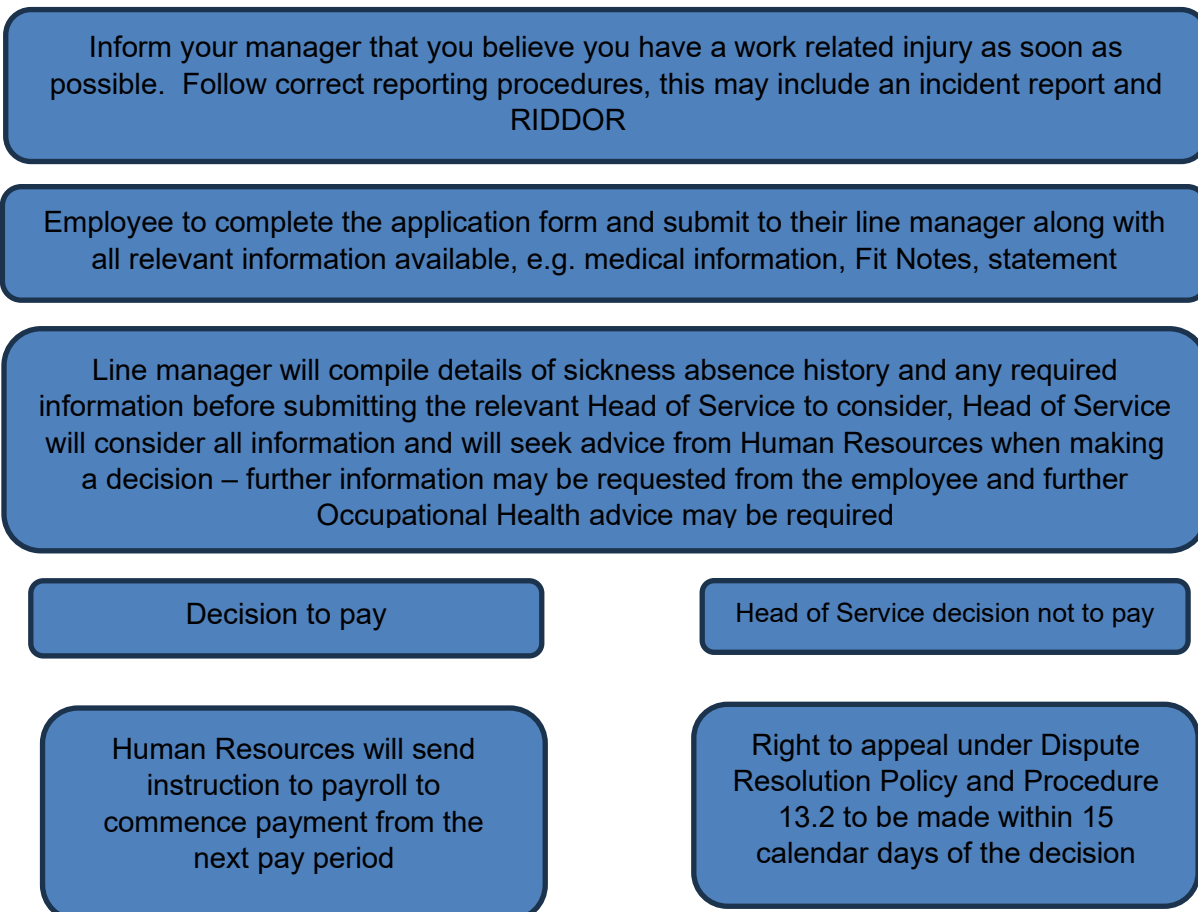 Inform your manager that you believe you have a work related injury as soon as
possible.  Follow correct reporting procedures, this may include an incident report and
RIDDOR
Employee to complete the application form and submit to their line manager along with
all relevant information available, e.g. medical information, Fit Notes, statement
Line manager will compile details of sickness absence history and any required
information before submitting the relevant Head of Service to consider, Head of Service
will consider all information and will seek advice from Human Resources when making
a decision – further information may be requested from the employee and further
Occupational Health advice may be required
Decision to pay
Head of Service decision not to pay
Human Resources will send
instruction to payroll to
commence payment from the
next pay period
Right to appeal under Dispute
Resolution Policy and Procedure
13.2 to be made within 15
calendar days of the decision